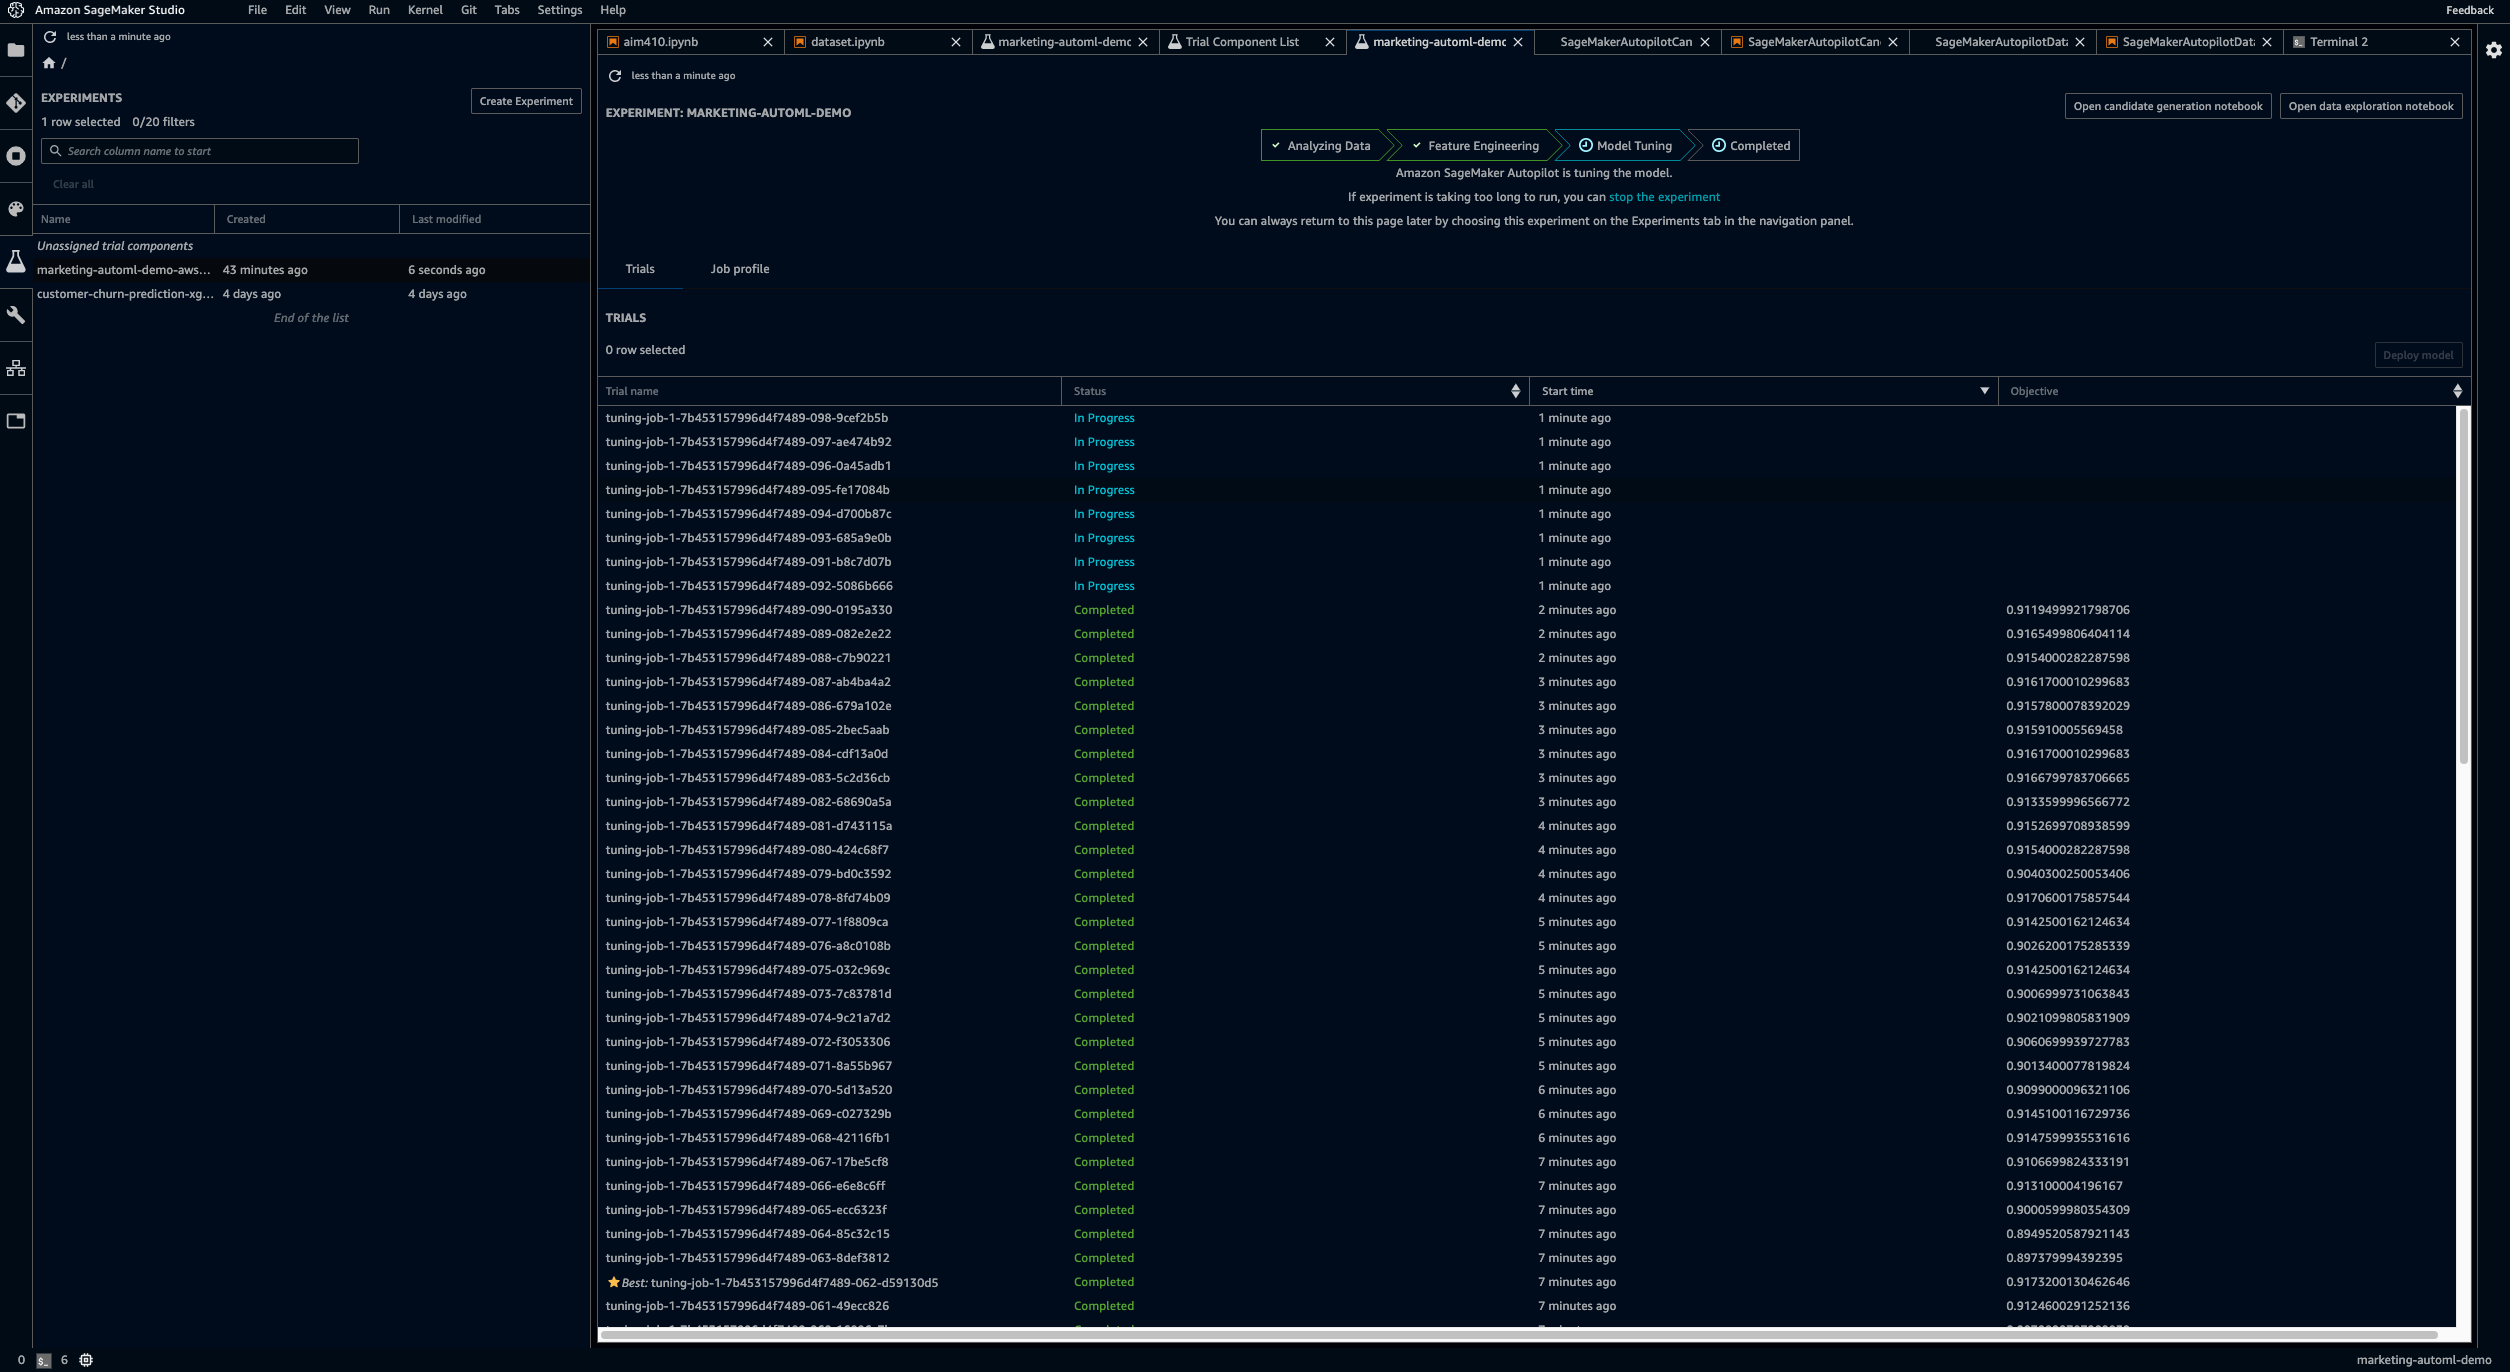 Amazon SageMaker Studio File Edit View Run Kernel Git Tabs Settings Help Feedback
less than a minute ago
/
EXPERIMENTS
Create Experiment
1 row selected 0/20 filters
Search column name to start
Clear all
Name Created Last modified
Unassigned trial components
marketing-automl-demo-aws... 43 minutes ago 6 seconds ago
customer-churn-prediction-xg... 4 days ago 4 days ago
End of the list
aim410.ipynb dataset.ipynb marketing-automl-demc Trial Component List marketing-automl-demc SageMakerAutopilotCan SageMakerAutopilotCan SageMakerAutopilotData SageMakerAutopilotData Terminal 2
less than a minute ago
EXPERIMENT: MARKETING-AUTOML-DEMO
Open candidate generation notebook Open data exploration notebook
Analyzing Data Feature Engineering Model Tuning Completed
Amazon SageMaker Autopilot is tuning the model.
If experiment is taking too long to run, you can stop the experiment
You can always return to this page later by choosing this experiment on the Experiments tab in the navigation panel.
Trials Job profile
TRIALS
0 row selected
Deploy model
Trial name Status Start time Objective
tuning-job-1-7b453157996d4f7489-098-9cef2b5b In Progress 1 minute ago
tuning-job-1-7b453157996d4f7489-097-ae474b92 In Progress 1 minute ago
tuning-job-1-7b453157996d4f7489-096-0a45adb1 In Progress 1 minute ago
tuning-job-1-7b453157996d4f7489-095-fe17084b In Progress 1 minute ago
tuning-job-1-7b453157996d4f7489-094-d700b87c In Progress 1 minute ago
tuning-job-1-7b453157996d4f7489-093-685a9e0b In Progress 1 minute ago
tuning-job-1-7b453157996d4f7489-091-b8c7d07b In Progress 1 minute ago
tuning-job-1-7b453157996d4f7489-092-5086b666 In Progress 1 minute ago
tuning-job-1-7b453157996d4f7489-090-0195a330 Completed 2 minutes ago 0.9119499921798706
tuning-job-1-7b453157996d4f7489-089-082e2e22 Completed 2 minutes ago 0.9165499806404114
tuning-job-1-7b453157996d4f7489-088-c7b90221 Completed 2 minutes ago 0.9154000282287598
tuning-job-1-7b453157996d4f7489-087-ab4ba4a2 Completed 3 minutes ago 0.9161700010299683
tuning-job-1-7b453157996d4f7489-086-679a102e Completed 3 minutes ago 0.9157800078392029
tuning-job-1-7b453157996d4f7489-085-2bec5aab Completed 3 minutes ago 0.915910005569458
tuning-job-1-7b453157996d4f7489-084-cdf13a0d Completed 3 minutes ago 0.9161700010299683
tuning-job-1-7b453157996d4f7489-083-5c2d36cb Completed 3 minutes ago 0.9166799783706665
tuning-job-1-7b453157996d4f7489-082-68690a5a Completed 3 minutes ago 0.9133599996566772
tuning-job-1-7b453157996d4f7489-081-d743115a Completed 4 minutes ago 0.9152699708938599
tuning-job-1-7b453157996d4f7489-080-424c68f7 Completed 4 minutes ago 0.9154000282287598
tuning-job-1-7b453157996d4f7489-079-bd0c3592 Completed 4 minutes ago 0.9040300250053406
tuning-job-1-7b453157996d4f7489-078-8fd74b09 Completed 4 minutes ago 0.9170600175857544
tuning-job-1-7b453157996d4f7489-077-1f8809ca Completed 5 minutes ago 0.9142500162124634
tuning-job-1-7b453157996d4f7489-076-a8c0108b Completed 5 minutes ago 0.9026200175285339
tuning-job-1-7b453157996d4f7489-075-032c969c Completed 5 minutes ago 0.9142500162124634
tuning-job-1-7b453157996d4f7489-073-7c83781d Completed 5 minutes ago 0.9006999731063843
tuning-job-1-7b453157996d4f7489-074-9c21a7d2 Completed 5 minutes ago 0.9021099805831909
tuning-job-1-7b453157996d4f7489-072-f3053306 Completed 5 minutes ago 0.9060699939727783
tuning-job-1-7b453157996d4f7489-071-8a55b967 Completed 5 minutes ago 0.9013400077819824
tuning-job-1-7b453157996d4f7489-070-5d13a520 Completed 6 minutes ago 0.9099000096321106
tuning-job-1-7b453157996d4f7489-069-c027329b Completed 6 minutes ago 0.9145100116729736
tuning-job-1-7b453157996d4f7489-068-42116fb1 Completed 6 minutes ago 0.9147599935531616
tuning-job-1-7b453157996d4f7489-067-17be5cf8 Completed 7 minutes ago 0.9106699824333191
tuning-job-1-7b453157996d4f7489-066-e6e8c6ff Completed 7 minutes ago 0.913100004196167
tuning-job-1-7b453157996d4f7489-065-ecc6323f Completed 7 minutes ago 0.9000599980354309
tuning-job-1-7b453157996d4f7489-064-85c32c15 Completed 7 minutes ago 0.8949520587921143
tuning-job-1-7b453157996d4f7489-063-8def3812 Completed 7 minutes ago 0.897379994392395
Best: tuning-job-1-7b453157996d4f7489-062-d59130d5 Completed 7 minutes ago 0.9173200130462646
tuning-job-1-7b453157996d4f7489-061-49ecc826 Completed 7 minutes ago 0.9124600291252136
0 $_ 6 marketing-automl-demo